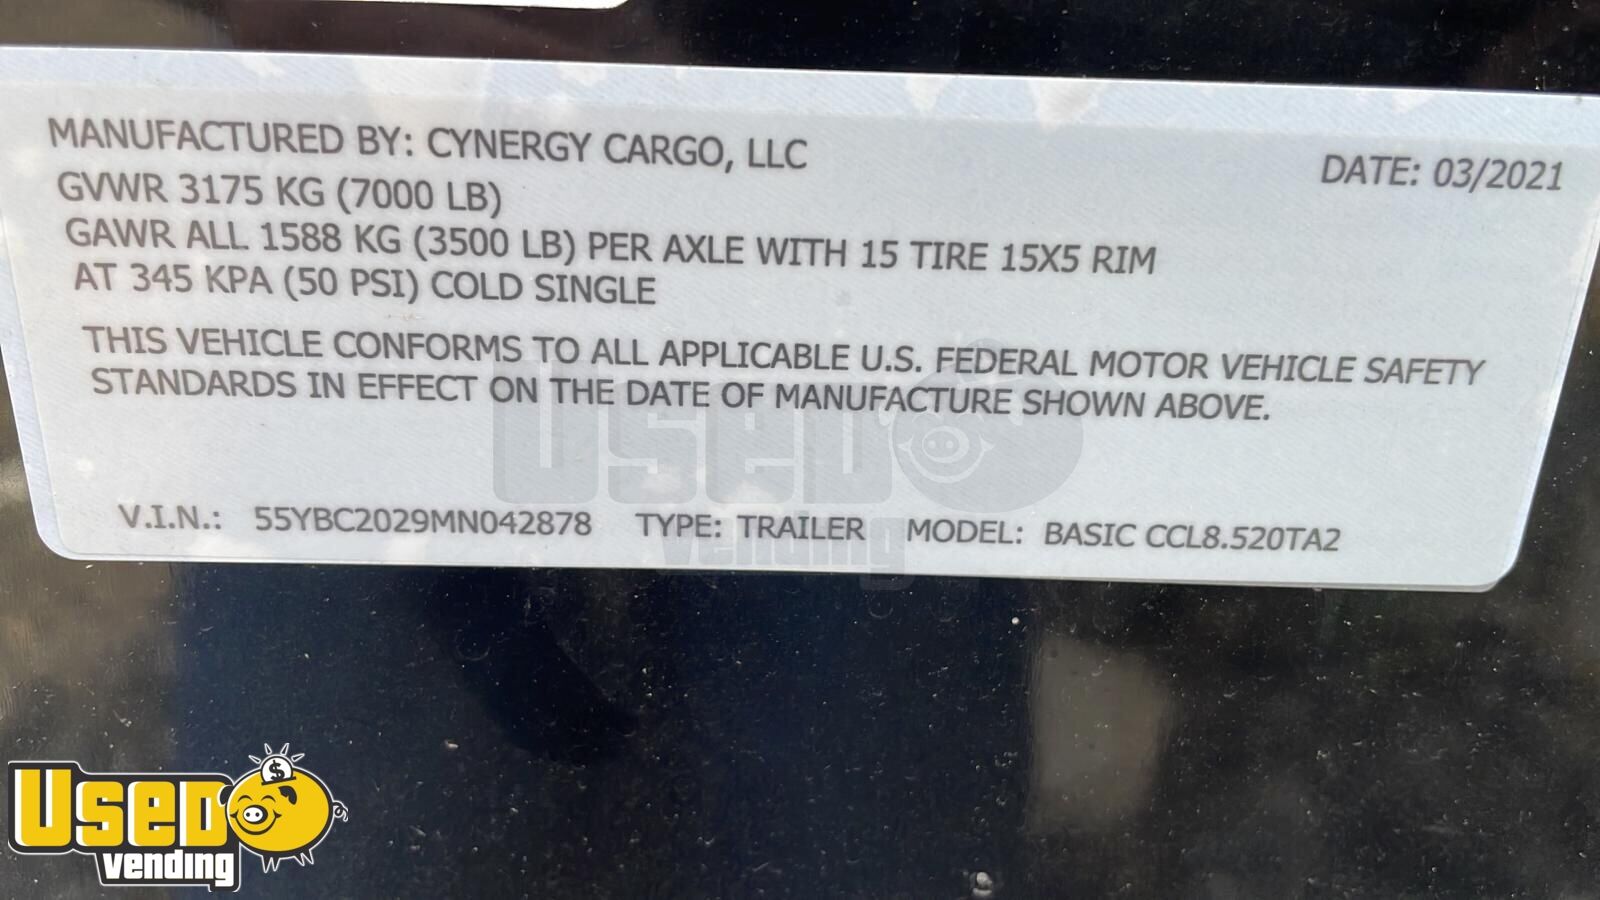 MANUFACTURED BY: CYNERGY CARGO, LLC DATE: 03/2021
GVWR 3175 KG (7000 LB)
GAWR ALL 1588 KG (3500 LB) PER AXLE WITH 15 TIRE 15X5 RIM
AT 345 KPA (50 PSI) COLD SINGLE
THIS VEHICLE CONFORMS TO ALL APPLICABLE U.S. FEDERAL MOTOR VEHICLE SAFETY
STANDARDS IN EFFECT ON THE DATE OF MANUFACTURE SHOWN ABOVE.
USED
vending
V.I.N.: 55YBC2029MN042878 TYPE: TRAILER MODEL: BASIC CCL8.520TA2
$
USED
vending